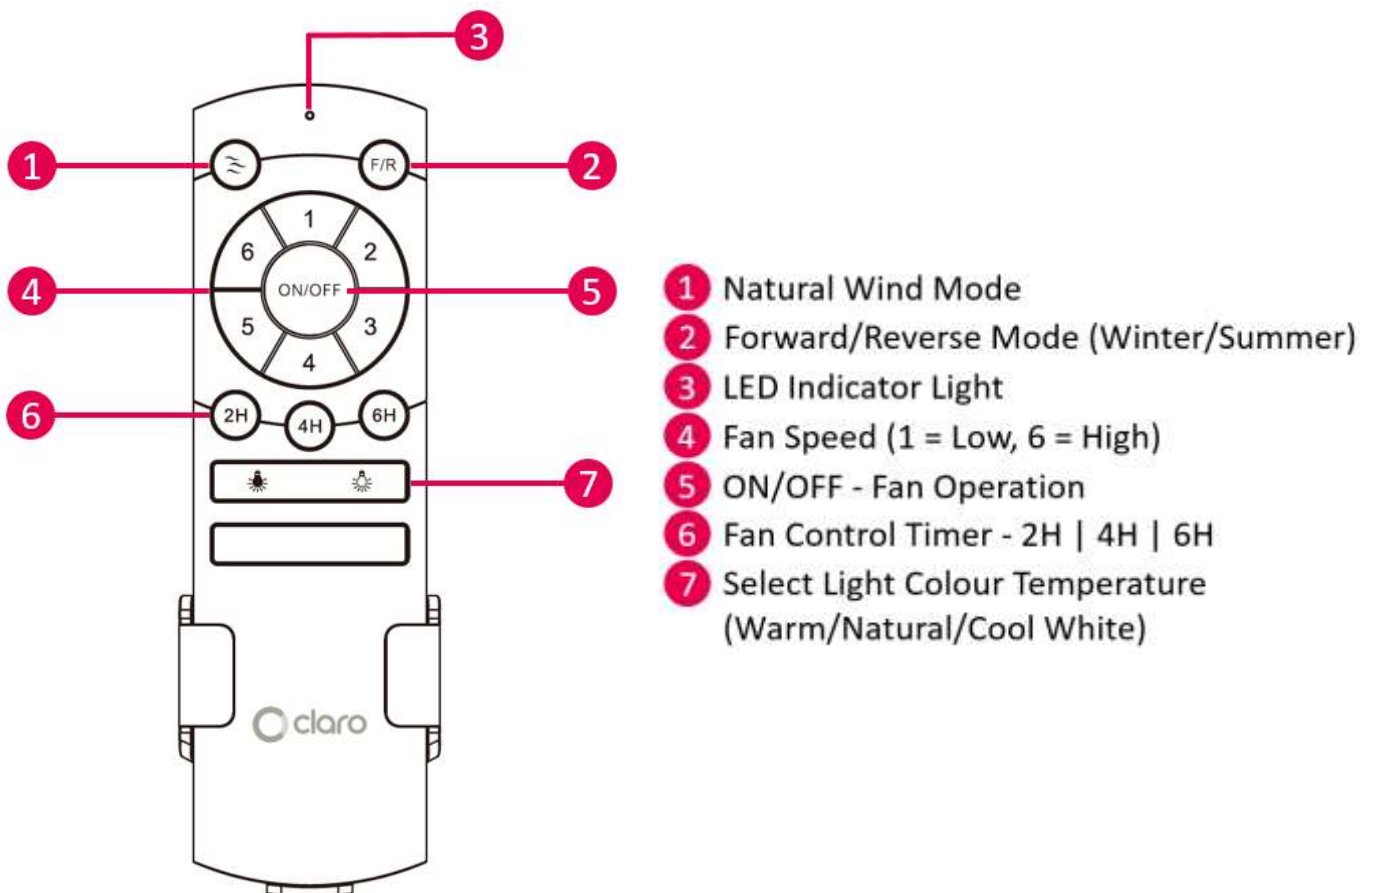 3
1
2
F/R
1
6
2
ON/OFF
4
5
5
3
4
6
2H
4H
6H
7
claro
1 Natural Wind Mode
2 Forward/Reverse Mode (Winter/Summer)
3 LED Indicator Light
4 Fan Speed (1 = Low, 6 = High)
5 ON/OFF - Fan Operation
6 Fan Control Timer - 2H | 4H | 6H
7 Select Light Colour Temperature
(Warm/Natural/Cool White)